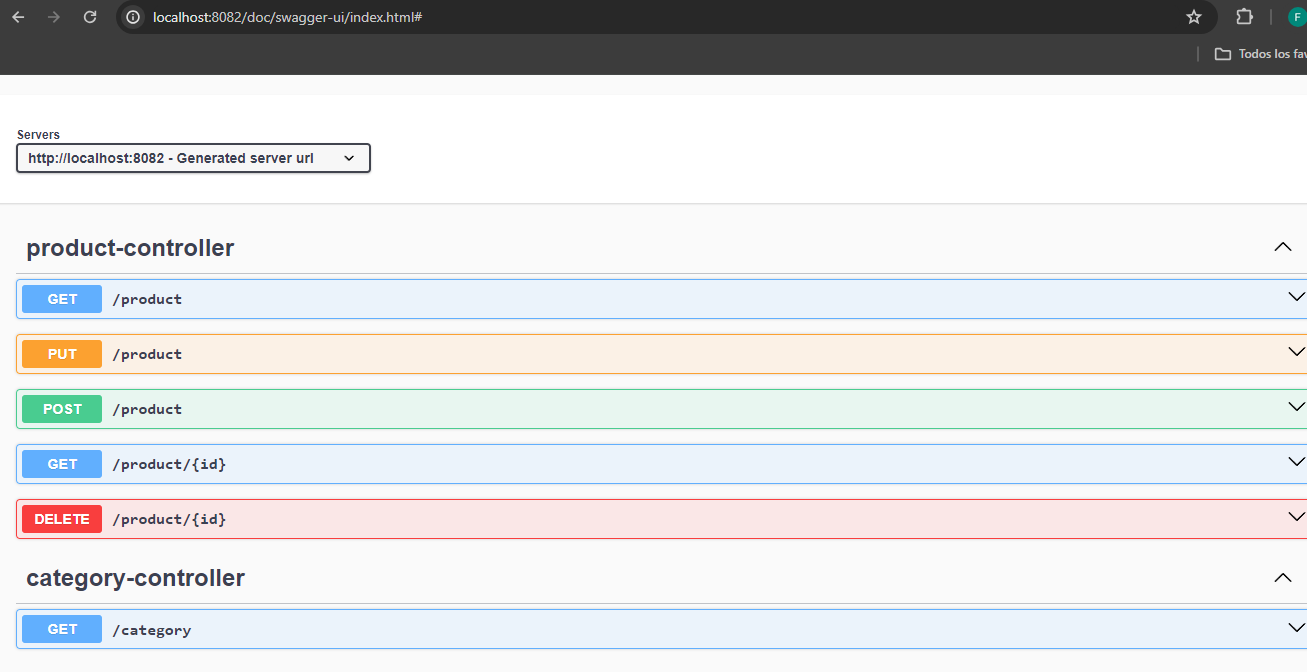 localhost:8082/doc/swagger-ui/index.html#
F
Todos los fav
Servers
http://localhost:8082 - Generated server url
product-controller
GET /product
PUT /product
POST /product
GET /product/{id}
DELETE /product/{id}
category-controller
GET /category